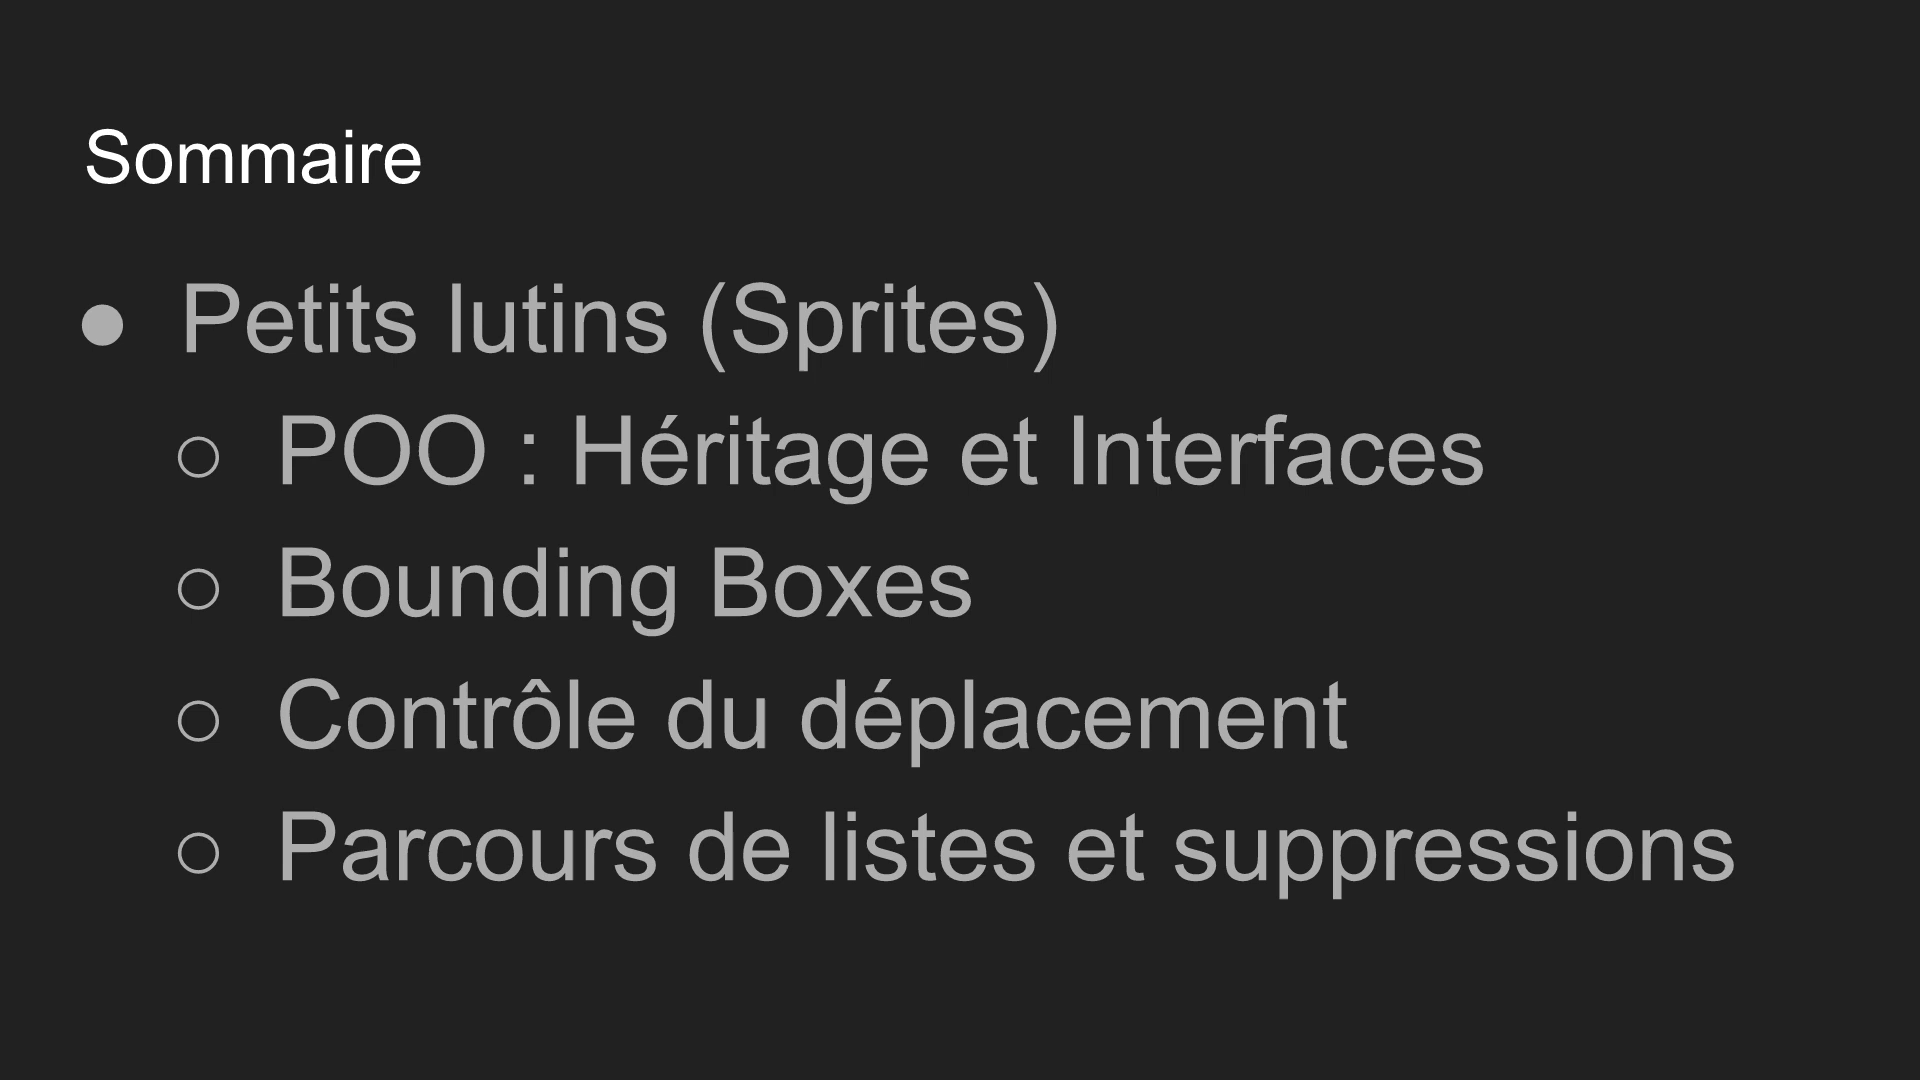 Sommaire
● Petits lutins (Sprites)
○ POO : Héritage et Interfaces
○ Bounding Boxes
○ Contrôle du déplacement
○ Parcours de listes et suppressions